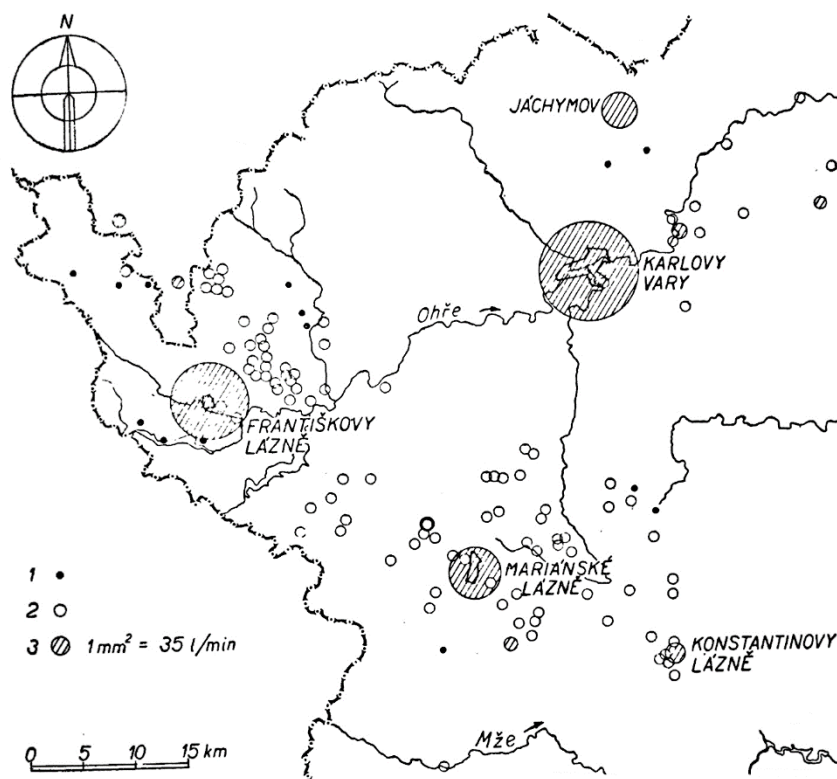 N
JÁCHYMOV
KARLOVY
VARY
Ohře
FRANTIŠKOVY
LÁZNĚ
MARIÁNSKÉ
LÁZNĚ
KONSTANTINOVY
LÁZNĚ
1
2
3 1mm² = 35 l/min
Mže
0 5 10 15 km